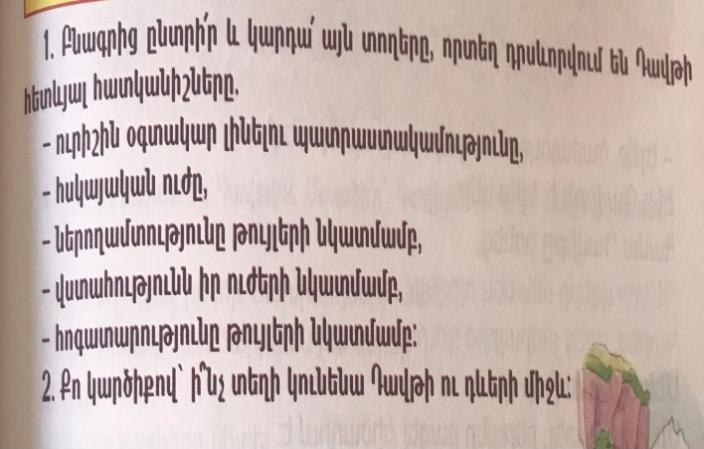 1. Բնագրից ընտրի՛ր և կարդա՛ այն տողերը, որտեղ դրսևորվում են Դավթի
հետևյալ հատկանիշները.
- ուրիշին օգտակար լինելու պատրաստակամությունը,
- հսկայական ուժը,
- ներողամտությունը թույլերի նկատմամբ,
- վստահությունն իր ուժերի նկատմամբ,
- հոգատարությունը թույլերի նկատմամբ:
2. Քո կարծիքով՝ ի՞նչ տեղի կունենա Դավթի ու դևերի միջև: